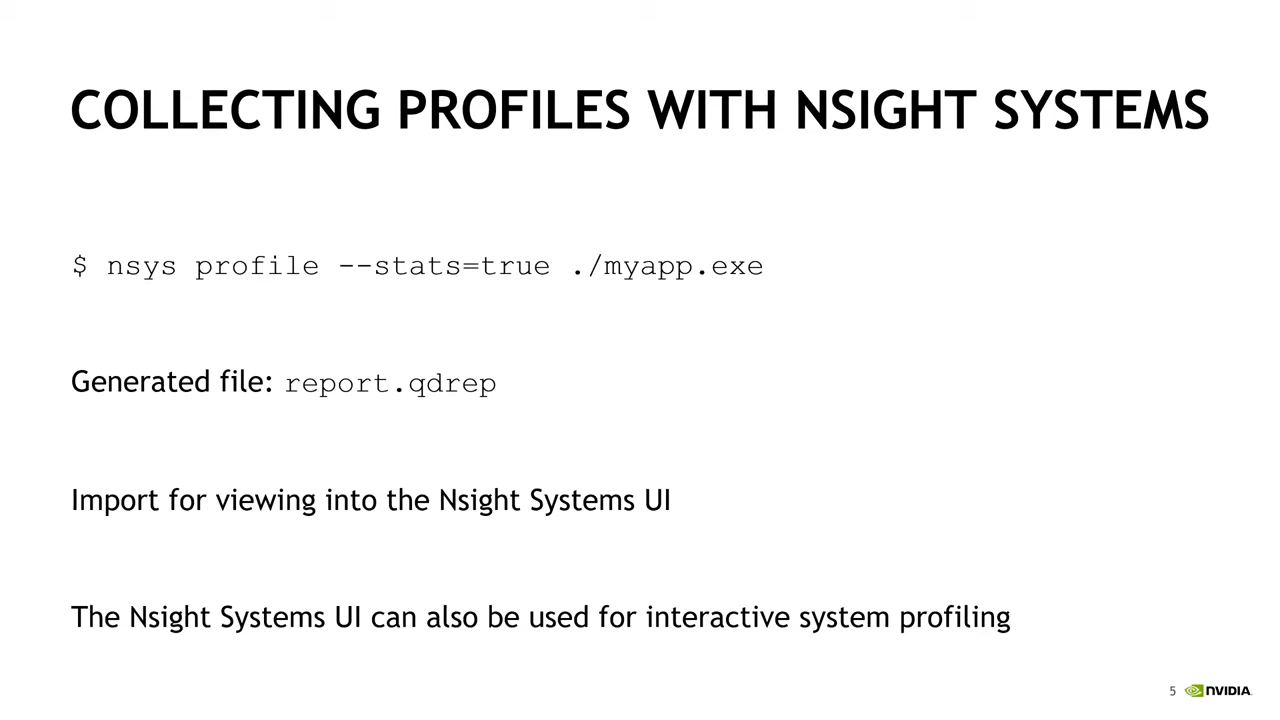 COLLECTING PROFILES WITH NSIGHT SYSTEMS
$ nsys profile --stats=true ./myapp.exe
Generated file: report.qdrep
Import for viewing into the Nsight Systems UI
The Nsight Systems UI can also be used for interactive system profiling
5 NVIDIA.